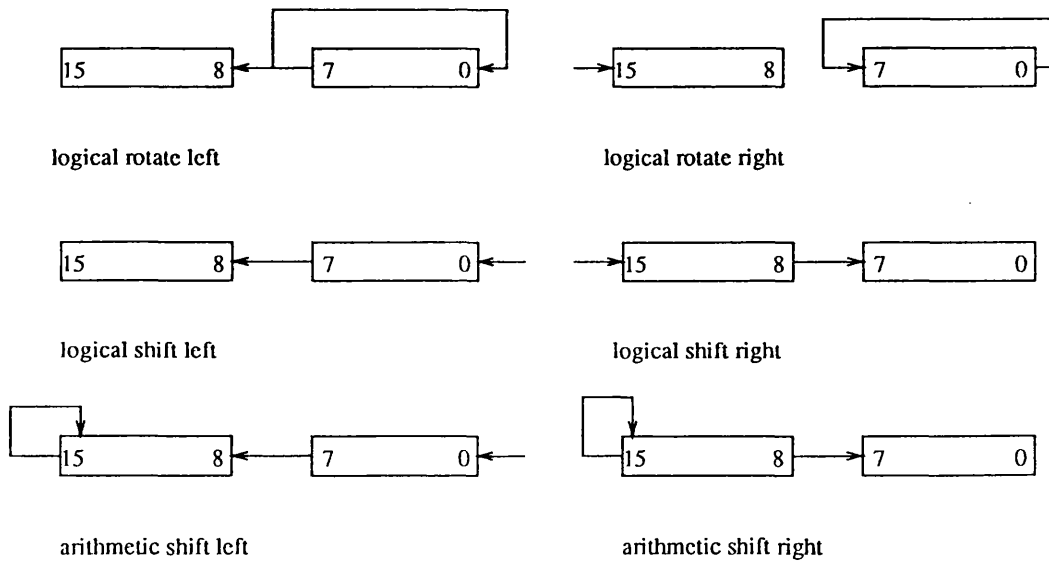 15 8 7 0 15 8 7 0
logical rotate left logical rotate right
15 8 7 0 15 8 7 0
logical shift left logical shift right
15 8 7 0 15 8 7 0
arithmetic shift left arithmetic shift right